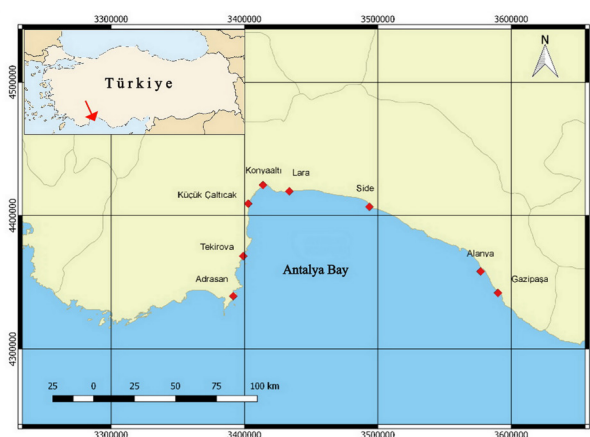 3300000 3400000 3500000 3600000
Türkiye
N
4500000
Konyaaltı
Lara
Küçük Çaltıcak
Side
4400000
Tekirova
Alanya
Antalya Bay
Adrasan
Gazipaşa
4300000
25 0 25 50 75 100 km
3300000 3400000 3500000 3600000